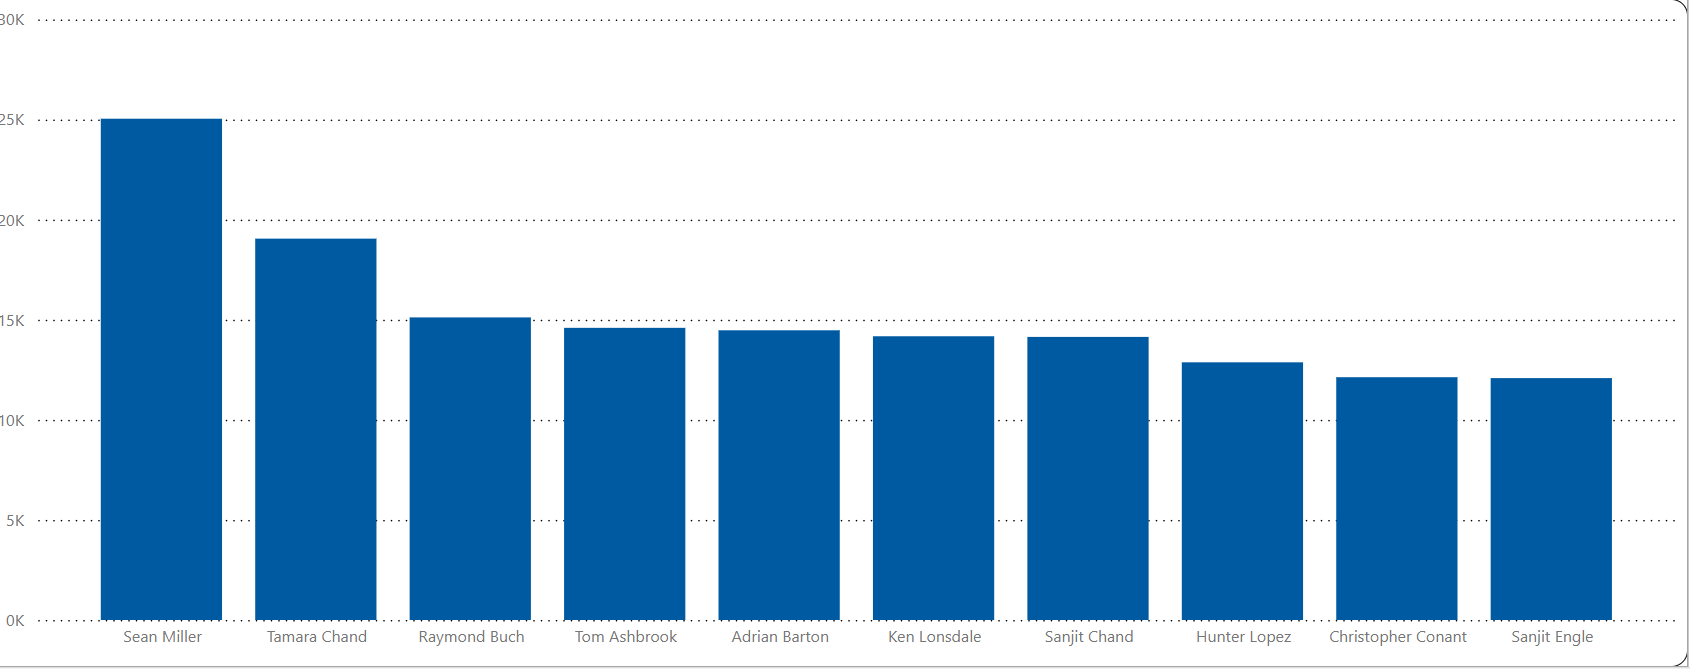 30K
25K
20K
15K
10K
5K
0K
Sean Miller
Tamara Chand
Raymond Buch
Tom Ashbrook
Adrian Barton
Ken Lonsdale
Sanjit Chand
Hunter Lopez
Christopher Conant
Sanjit Engle